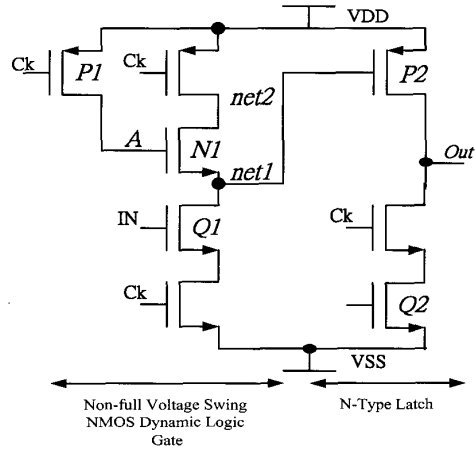 VDD
Ck
P1
Ck
P2
net2
A
N1
Out
net1
IN
Q1
Ck
Ck
Q2
VSS
Non-full Voltage Swing
NMOS Dynamic Logic
Gate
N-Type Latch